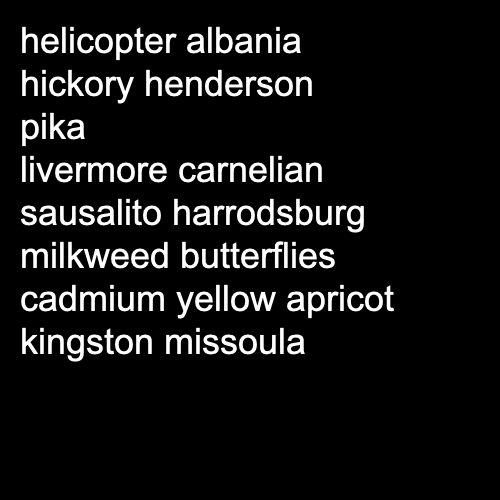 helicopter albania
hickory henderson
pika
livermore carnelian
sausalito harrodsburg
milkweed butterflies
cadmium yellow apricot
kingston missoula